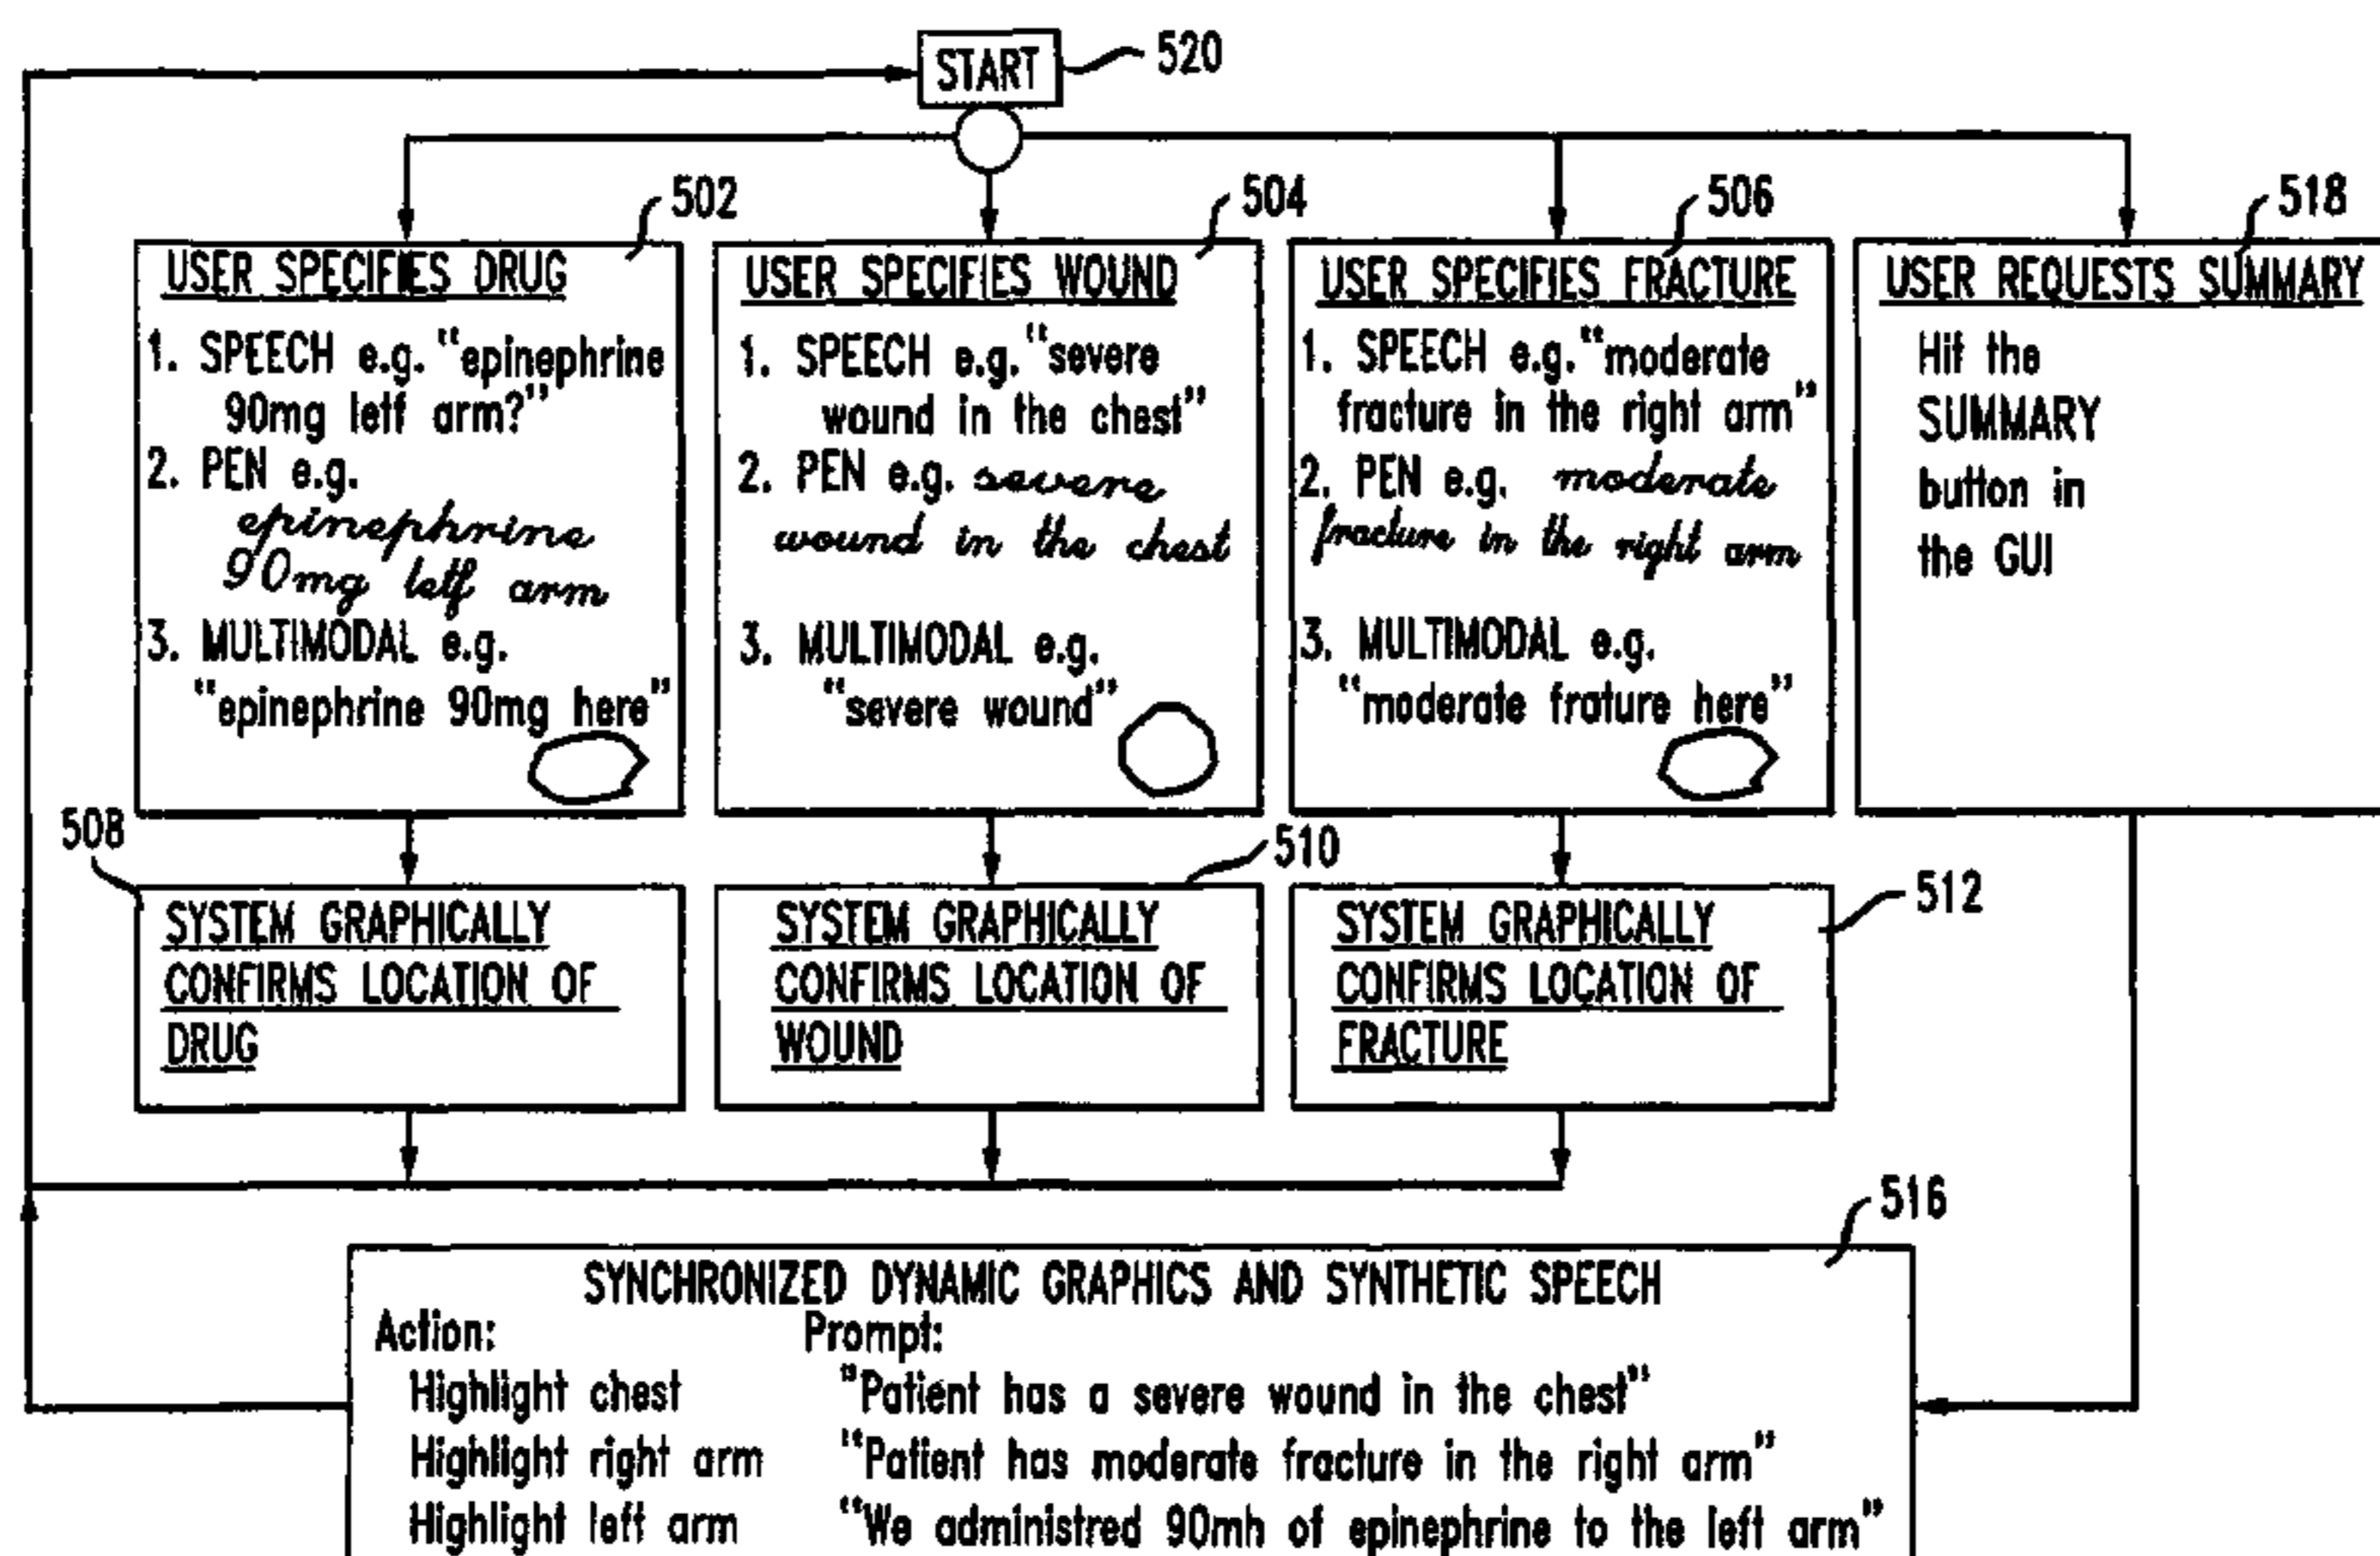 START 520
502
USER SPECIFIES DRUG
1. SPEECH e.g. "epinephrine
90mg letf arm?"
2. PEN e.g.
epinephrine
90mg letf arm
3. MULTIMODAL e.g.
"epinephrine 90mg here"
504
USER SPECIFIES WOUND
1. SPEECH e.g. "severe
wound in the chest"
2. PEN e.g. severe
wound in the chest
3. MULTIMODAL e.g.
"severe wound"
506
USER SPECIFIES FRACTURE
1. SPEECH e.g. "moderate
fracture in the right arm"
2. PEN e.g. moderate
fracture in the right arm
3. MULTIMODAL e.g.
"moderate frature here"
518
USER REQUESTS SUMMARY
Hit the
SUMMARY
button in
the GUI
508
SYSTEM GRAPHICALLY
CONFIRMS LOCATION OF
DRUG
510
SYSTEM GRAPHICALLY
CONFIRMS LOCATION OF
WOUND
512
SYSTEM GRAPHICALLY
CONFIRMS LOCATION OF
FRACTURE
516
SYNCHRONIZED DYNAMIC GRAPHICS AND SYNTHETIC SPEECH
Action: Prompt:
Highlight chest "Patient has a severe wound in the chest"
Highlight right arm "Patient has moderate fracture in the right arm"
Highlight left arm "We administred 90mh of epinephrine to the left arm"